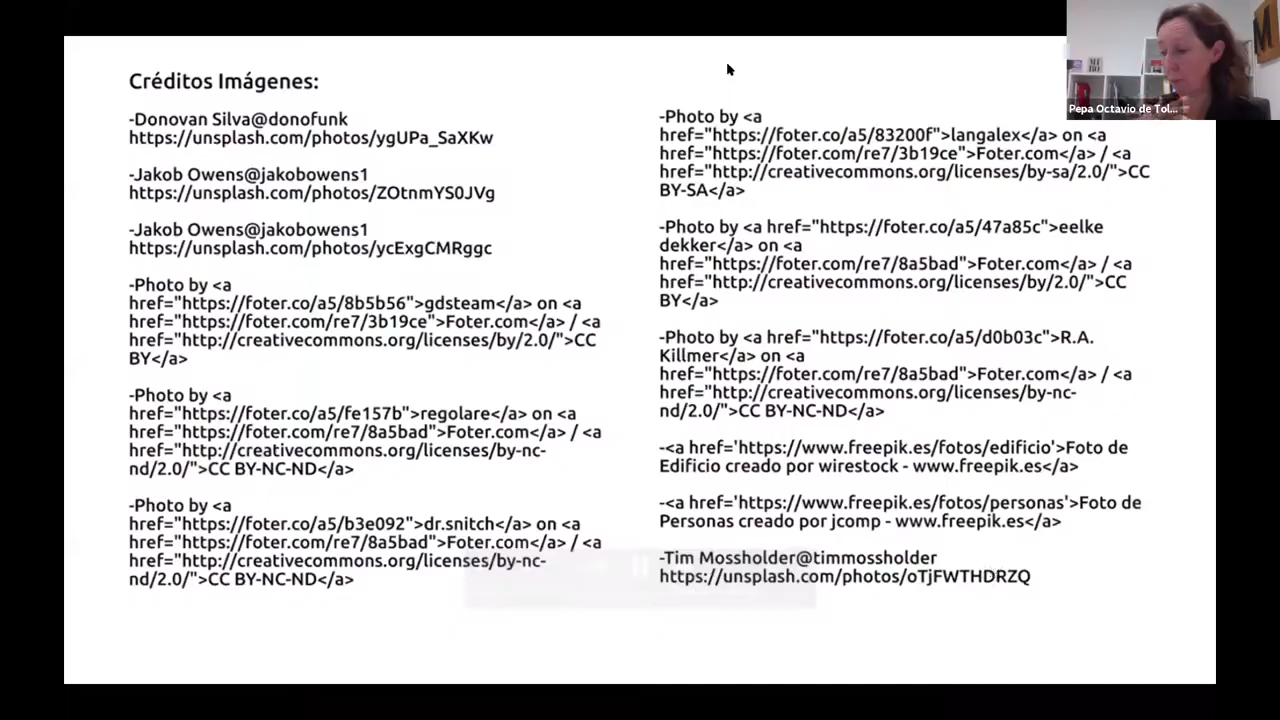 Créditos Imágenes:
-Donovan Silva@donofunk
https://unsplash.com/photos/ygUPa_SaXKw
-Jakob Owens@jakobowens1
https://unsplash.com/photos/ZOtnmYS0JVg
-Jakob Owens@jakobowens1
https://unsplash.com/photos/ycExgCMRggc
-Photo by <a
href="https://foter.co/a5/8b5b56">gdsteam</a> on <a
href="https://foter.com/re7/3b19ce">Foter.com</a> / <a
href="http://creativecommons.org/licenses/by/2.0/">CC
BY</a>
-Photo by <a
href="https://foter.co/a5/fe157b">regolare</a> on <a
href="https://foter.com/re7/8a5bad">Foter.com</a> / <a
href="http://creativecommons.org/licenses/by-nc-
nd/2.0/">CC BY-NC-ND</a>
-Photo by <a
href="https://foter.co/a5/b3e092">dr.snitch</a> on <a
href="https://foter.com/re7/8a5bad">Foter.com</a> / <a
href="http://creativecommons.org/licenses/by-nc-
nd/2.0/">CC BY-NC-ND</a>
-Photo by <a
href="https://foter.co/a5/83200f">langalex</a> on <a
href="https://foter.com/re7/3b19ce">Foter.com</a> / <a
href="http://creativecommons.org/licenses/by-sa/2.0/">CC
BY-SA</a>
-Photo by <a href="https://foter.co/a5/47a85c">eelke
dekker</a> on <a
href="https://foter.com/re7/8a5bad">Foter.com</a> / <a
href="http://creativecommons.org/licenses/by/2.0/">CC
BY</a>
-Photo by <a href="https://foter.co/a5/d0b03c">R.A.
Killmer</a> on <a
href="https://foter.com/re7/8a5bad">Foter.com</a> / <a
href="http://creativecommons.org/licenses/by-nc-
nd/2.0/">CC BY-NC-ND</a>
-<a href='https://www.freepik.es/fotos/edificio'>Foto de
Edificio creado por wirestock - www.freepik.es</a>
-<a href='https://www.freepik.es/fotos/personas'>Foto de
Personas creado por jcomp - www.freepik.es</a>
-Tim Mossholder@timmossholder
https://unsplash.com/photos/oTjFWTHDRZQ
Pepa Octavio de Tol...